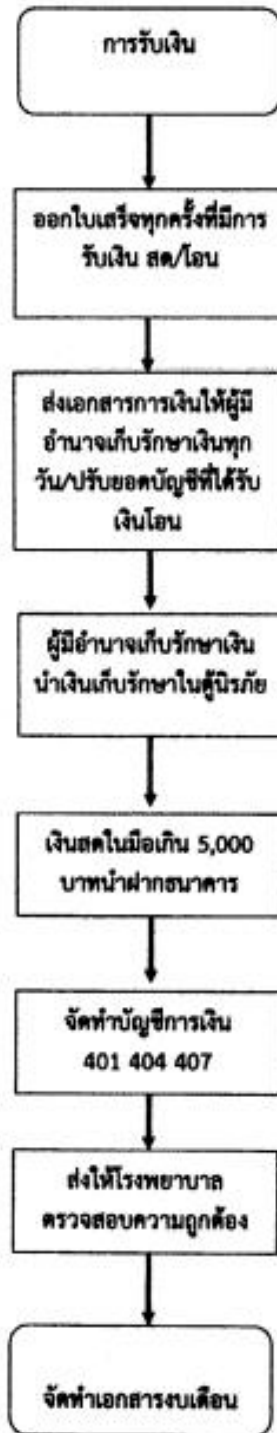 การรับเงิน
ออกใบเสร็จทุกครั้งที่มีการ
รับเงิน สด/โอน
ส่งเอกสารการเงินให้ผู้มี
อำนาจเก็บรักษาเงินทุก
วัน/ปรับยอดบัญชีที่ได้รับ
เงินโอน
ผู้มีอำนาจเก็บรักษาเงิน
นำเงินเก็บรักษาในตู้นิรภัย
เงินสดในมือเกิน 5,000
บาทนำฝากธนาคาร
จัดทำบัญชีการเงิน
401 404 407
ส่งให้โรงพยาบาล
ตรวจสอบความถูกต้อง
จัดทำเอกสารงบเดือน